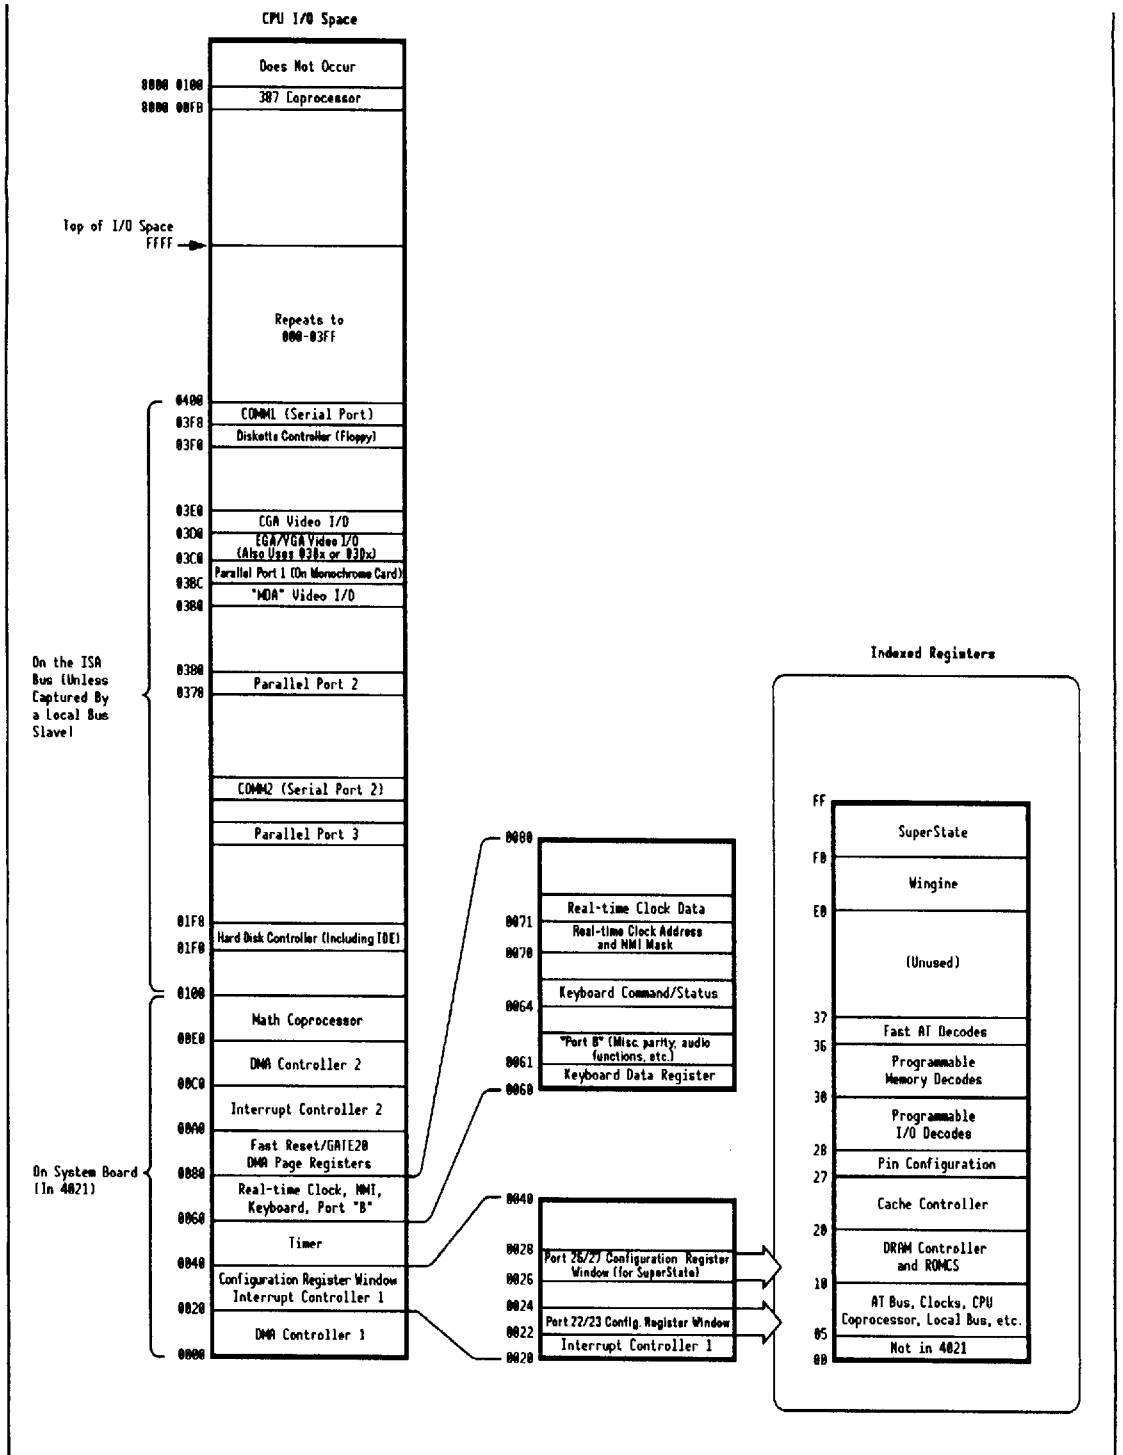 CPU I/O Space
Does Not Occur
8000 0100
387 Coprocessor
8000 00FB
Top of I/O Space
FFFF
Repeats to
000-03FF
0400
COMM1 (Serial Port)
03F8
Diskette Controller (Floppy)
03F0
03E0
CGA Video I/O
03D0
EGA/VGA Video I/O
(Also Uses 03Bx or 03Dx)
03C0
Parallel Port 1 (On Monochrome Card)
03BC
"MDA" Video I/O
03B0
On the ISA
Bus (Unless
Captured By
a Local Bus
Slave)
0380
Parallel Port 2
0378
COMM2 (Serial Port 2)
Parallel Port 3
01F8
Hard Disk Controller (Including IDE)
01F0
0100
Math Coprocessor
00E0
DMA Controller 2
00C0
Interrupt Controller 2
00A0
Fast Reset/GATE20
DMA Page Registers
0080
On System Board
(In 4021)
Real-time Clock, NMI,
Keyboard, Port "B"
0060
Timer
0040
Configuration Register Window
Interrupt Controller 1
0020
DMA Controller 1
0000
0080
Real-time Clock Data
0071
Real-time Clock Address
and NMI Mask
0070
Keyboard Command/Status
0064
"Port B" (Misc. parity, audio
functions, etc.)
0061
Keyboard Data Register
0060
0040
0028
Port 26/27 Configuration Register
Window (for SuperState)
0026
0024
Port 22/23 Config. Register Window
0022
Interrupt Controller 1
0020
Indexed Registers
FF
SuperState
F0
Wingine
E0
(Unused)
37
Fast AT Decodes
36
Programmable
Memory Decodes
30
Programmable
I/O Decodes
28
Pin Configuration
27
Cache Controller
20
DRAM Controller
and ROMCS
10
AT Bus, Clocks, CPU
Coprocessor, Local Bus, etc.
05
Not in 4021
00